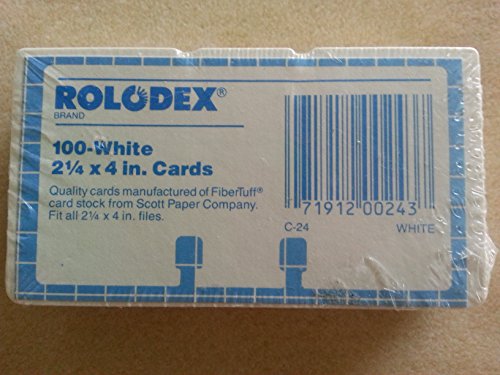 ROLODEX®
BRAND
100-White
2¼ x 4 in. Cards
Quality cards manufactured of FiberTuff®
card stock from Scott Paper Company.
Fit all 2¼ x 4 in. files.
71912 00243
C-24 WHITE